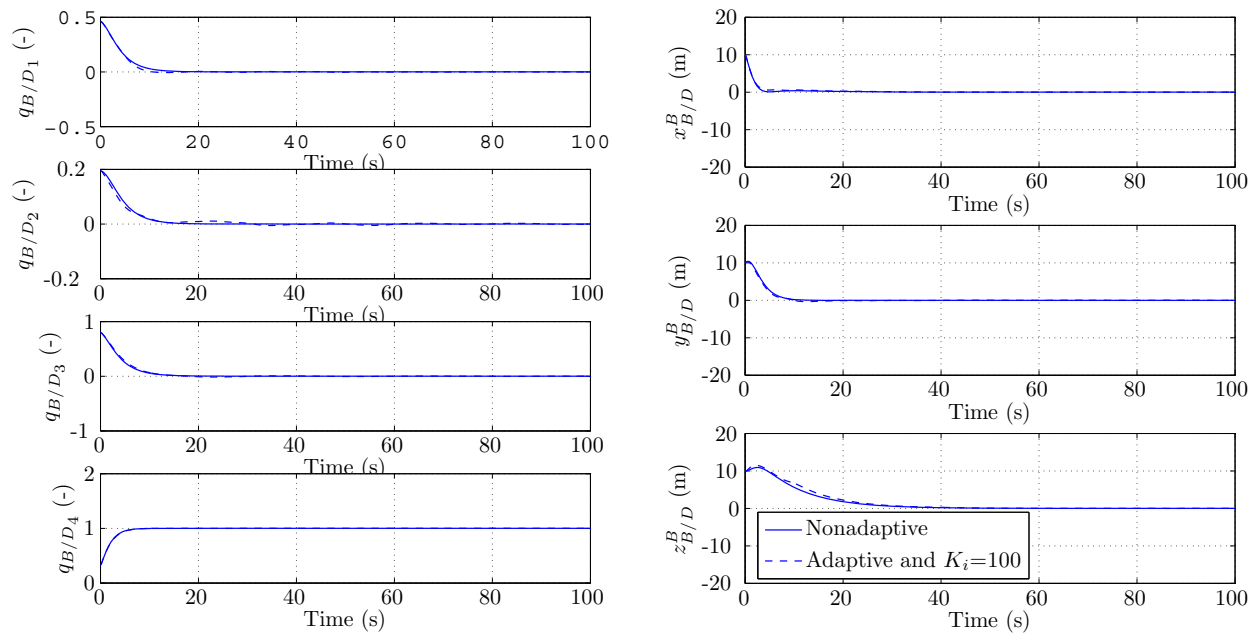 0.5
0
−0.5
q_{B/D_1} (-)
0 20 40 60 80 100
Time (s)
0.2
0
-0.2
q_{B/D_2} (-)
0 20 40 60 80 100
Time (s)
1
0
-1
q_{B/D_3} (-)
0 20 40 60 80 100
Time (s)
2
1
0
q_{B/D_4} (-)
0 20 40 60 80 100
Time (s)
20
10
0
−10
−20
x^B_{B/D} (m)
0 20 40 60 80 100
Time (s)
20
10
0
−10
−20
y^B_{B/D} (m)
0 20 40 60 80 100
Time (s)
20
10
0
−10
−20
z^B_{B/D} (m)
Nonadaptive
Adaptive and K_i=100
0 20 40 60 80 100
Time (s)